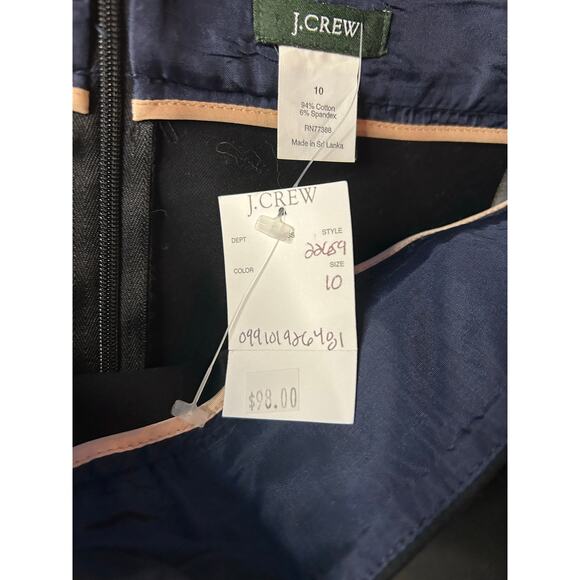 J.CREW
10
94% Cotton
6% Spandex
RN77388
Made in Sri Lanka
J.CREW
DEPT STYLE
22659
COLOR SIZE
10
099101926481
$98.00